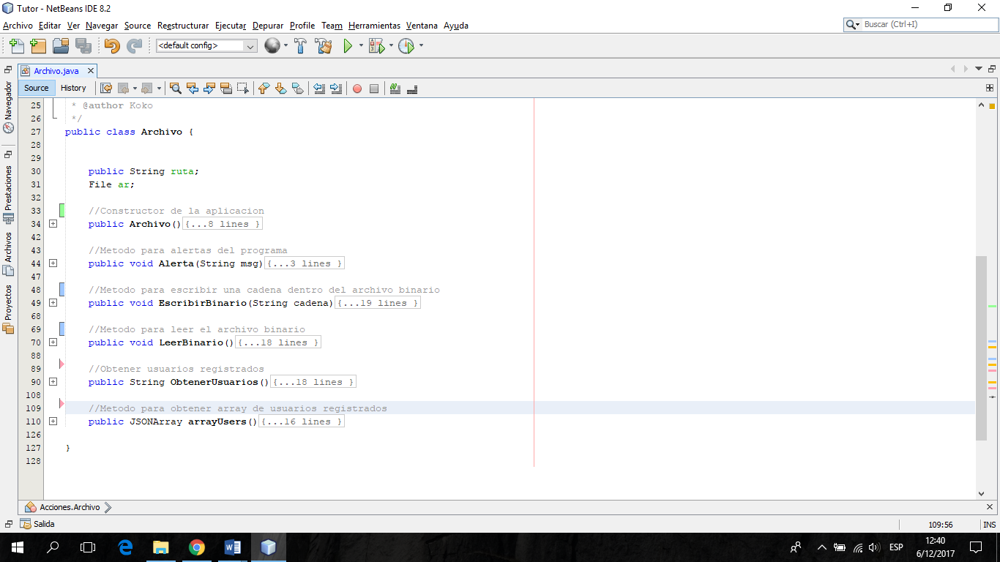 Tutor - NetBeans IDE 8.2
Archivo Editar Ver Navegar Source Reestructurar Ejecutar Depurar Profile Team Herramientas Ventana Ayuda
Buscar (Ctrl+I)
<default config>
Archivo.java
Source History
Navegador
Prestaciones
Archivos
Proyectos
25 * @author Koko
26 */
27 public class Archivo {
28
29
30 public String ruta;
31 File ar;
32
33 //Constructor de la aplicacion
34 public Archivo(){...8 lines }
42
43 //Metodo para alertas del programa
44 public void Alerta(String msg){...3 lines }
47
48 //Metodo para escribir una cadena dentro del archivo binario
49 public void EscribirBinario(String cadena){...19 lines }
68
69 //Metodo para leer el archivo binario
70 public void LeerBinario(){...18 lines }
88
89 //Obtener usuarios registrados
90 public String ObtenerUsuarios(){...18 lines }
108
109 //Metodo para obtener array de usuarios registrados
110 public JSONArray arrayUsers(){...16 lines }
126
127 }
128
Acciones.Archivo
Salida
109:56 INS
ESP
12:40
6/12/2017